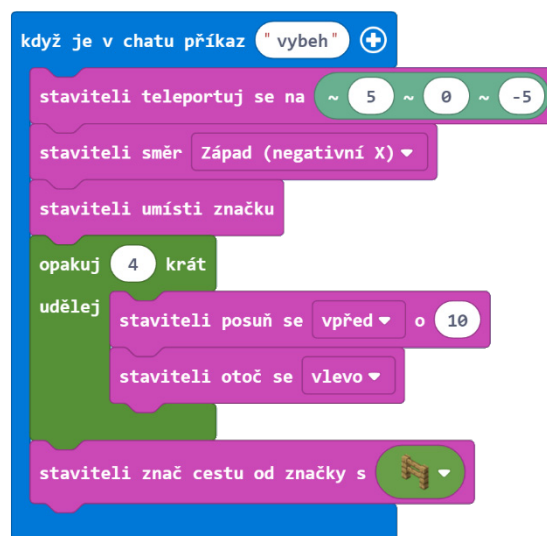 když je v chatu příkaz "vybeh"
staviteli teleportuj se na ~ 5 ~ 0 ~ -5
staviteli směr Západ (negativní X)
staviteli umísti značku
opakuj 4 krát
udělej
staviteli posuň se vpřed o 10
staviteli otoč se vlevo
staviteli znač cestu od značky s